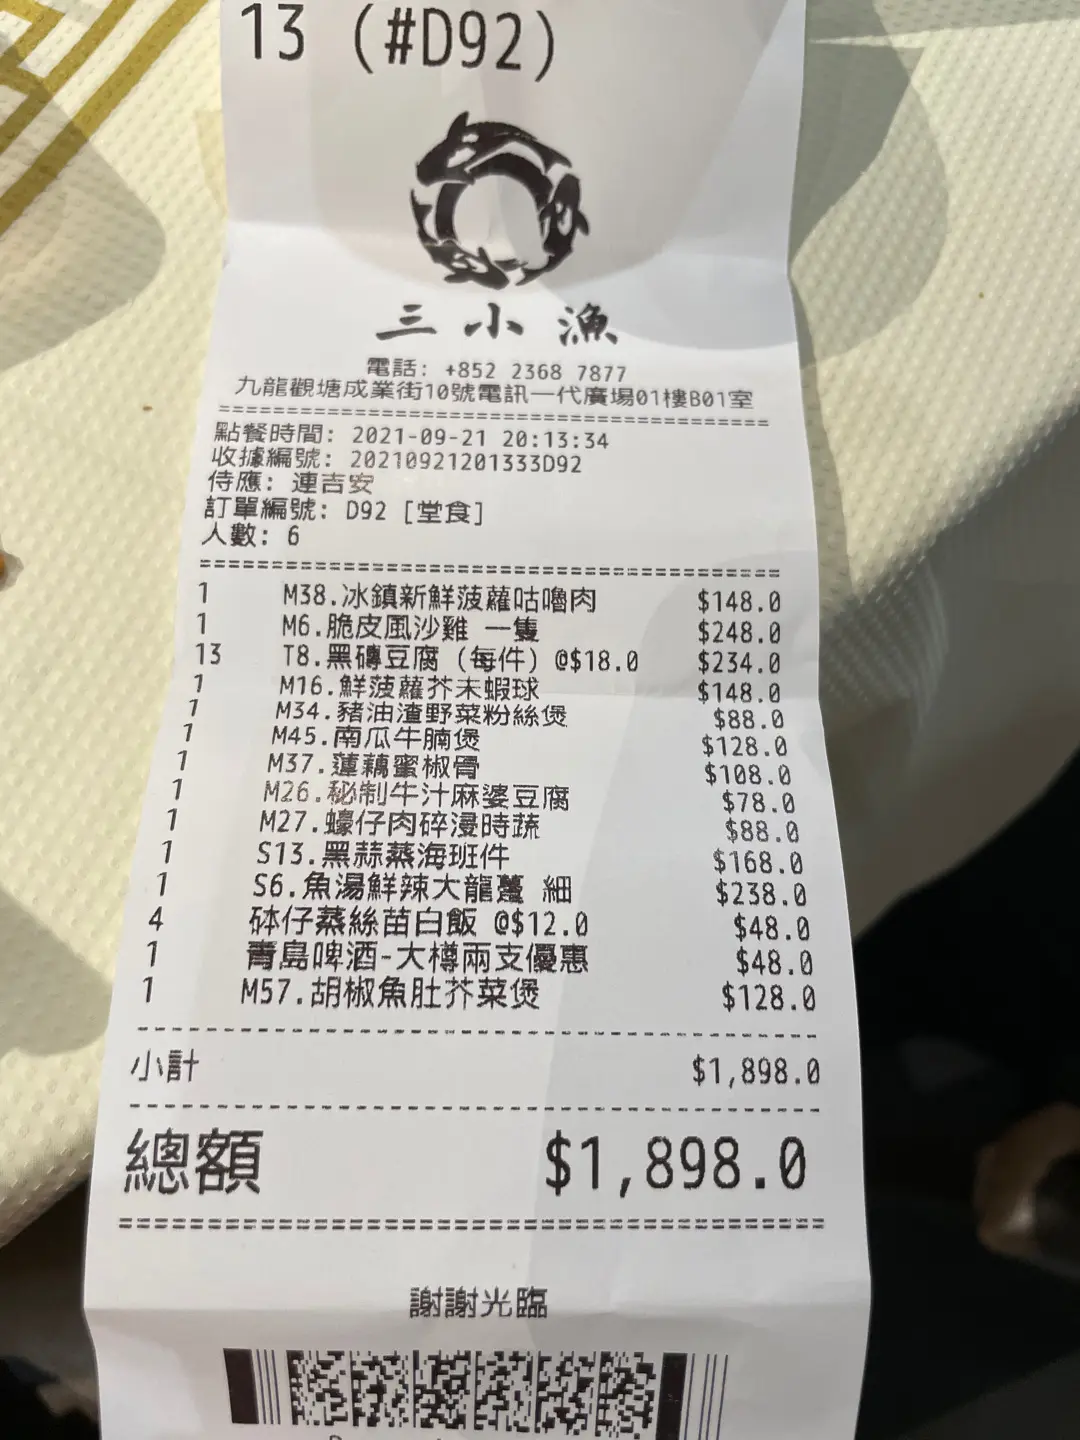 13 (#D92)
三小漁
電話: +852 2368 7877
九龍觀塘成業街10號電訊一代廣場01樓B01室
點餐時間: 2021-09-21 20:13:34
收據編號: 20210921201333D92
侍應: 連吉安
訂單編號: D92 [堂食]
人數: 6
1 M38.冰鎮新鮮菠蘿咕嚕肉 $148.0
1 M6.脆皮風沙雞 一隻 $248.0
13 T8.黑磚豆腐 (每件) @$18.0 $234.0
1 M16.鮮菠蘿芥末蝦球 $148.0
1 M34.豬油渣野菜粉絲煲 $88.0
1 M45.南瓜牛腩煲 $128.0
1 M37.蓮藕蜜椒骨 $108.0
1 M26.秘制牛汁麻婆豆腐 $78.0
1 M27.蠔仔肉碎浸時蔬 $88.0
1 S13.黑蒜蒸海班件 $168.0
1 S6.魚湯鮮辣大龍躉 細 $238.0
4 砵仔蒸絲苗白飯 @$12.0 $48.0
1 青島啤酒-大樽兩支優惠 $48.0
1 M57.胡椒魚肚芥菜煲 $128.0
小計 $1,898.0
總額 $1,898.0
謝謝光臨